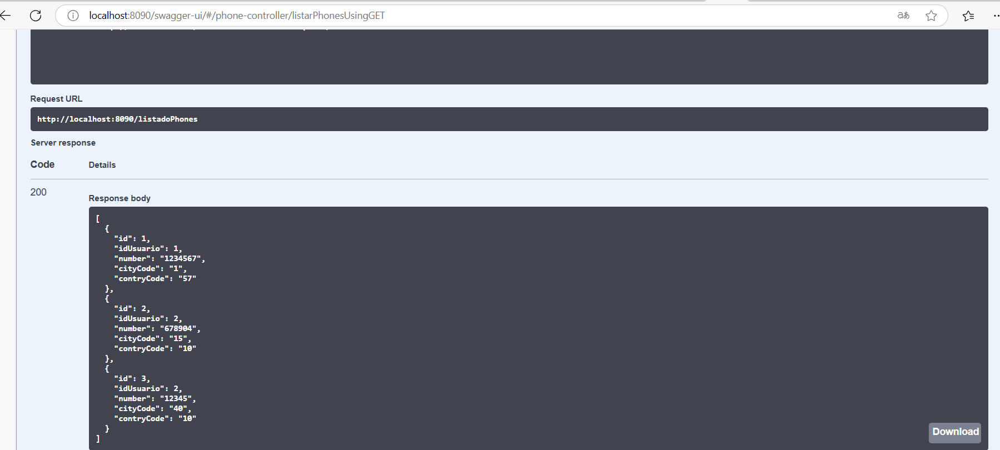 localhost:8090/swagger-ui/#/phone-controller/listarPhonesUsingGET
aあ
Request URL
http://localhost:8090/listadoPhones
Server response
Code Details
200
Response body
[
{
"id": 1,
"idUsuario": 1,
"number": "1234567",
"cityCode": "1",
"contryCode": "57"
},
{
"id": 2,
"idUsuario": 2,
"number": "678904",
"cityCode": "15",
"contryCode": "10"
},
{
"id": 3,
"idUsuario": 2,
"number": "12345",
"cityCode": "40",
"contryCode": "10"
}
]
Download